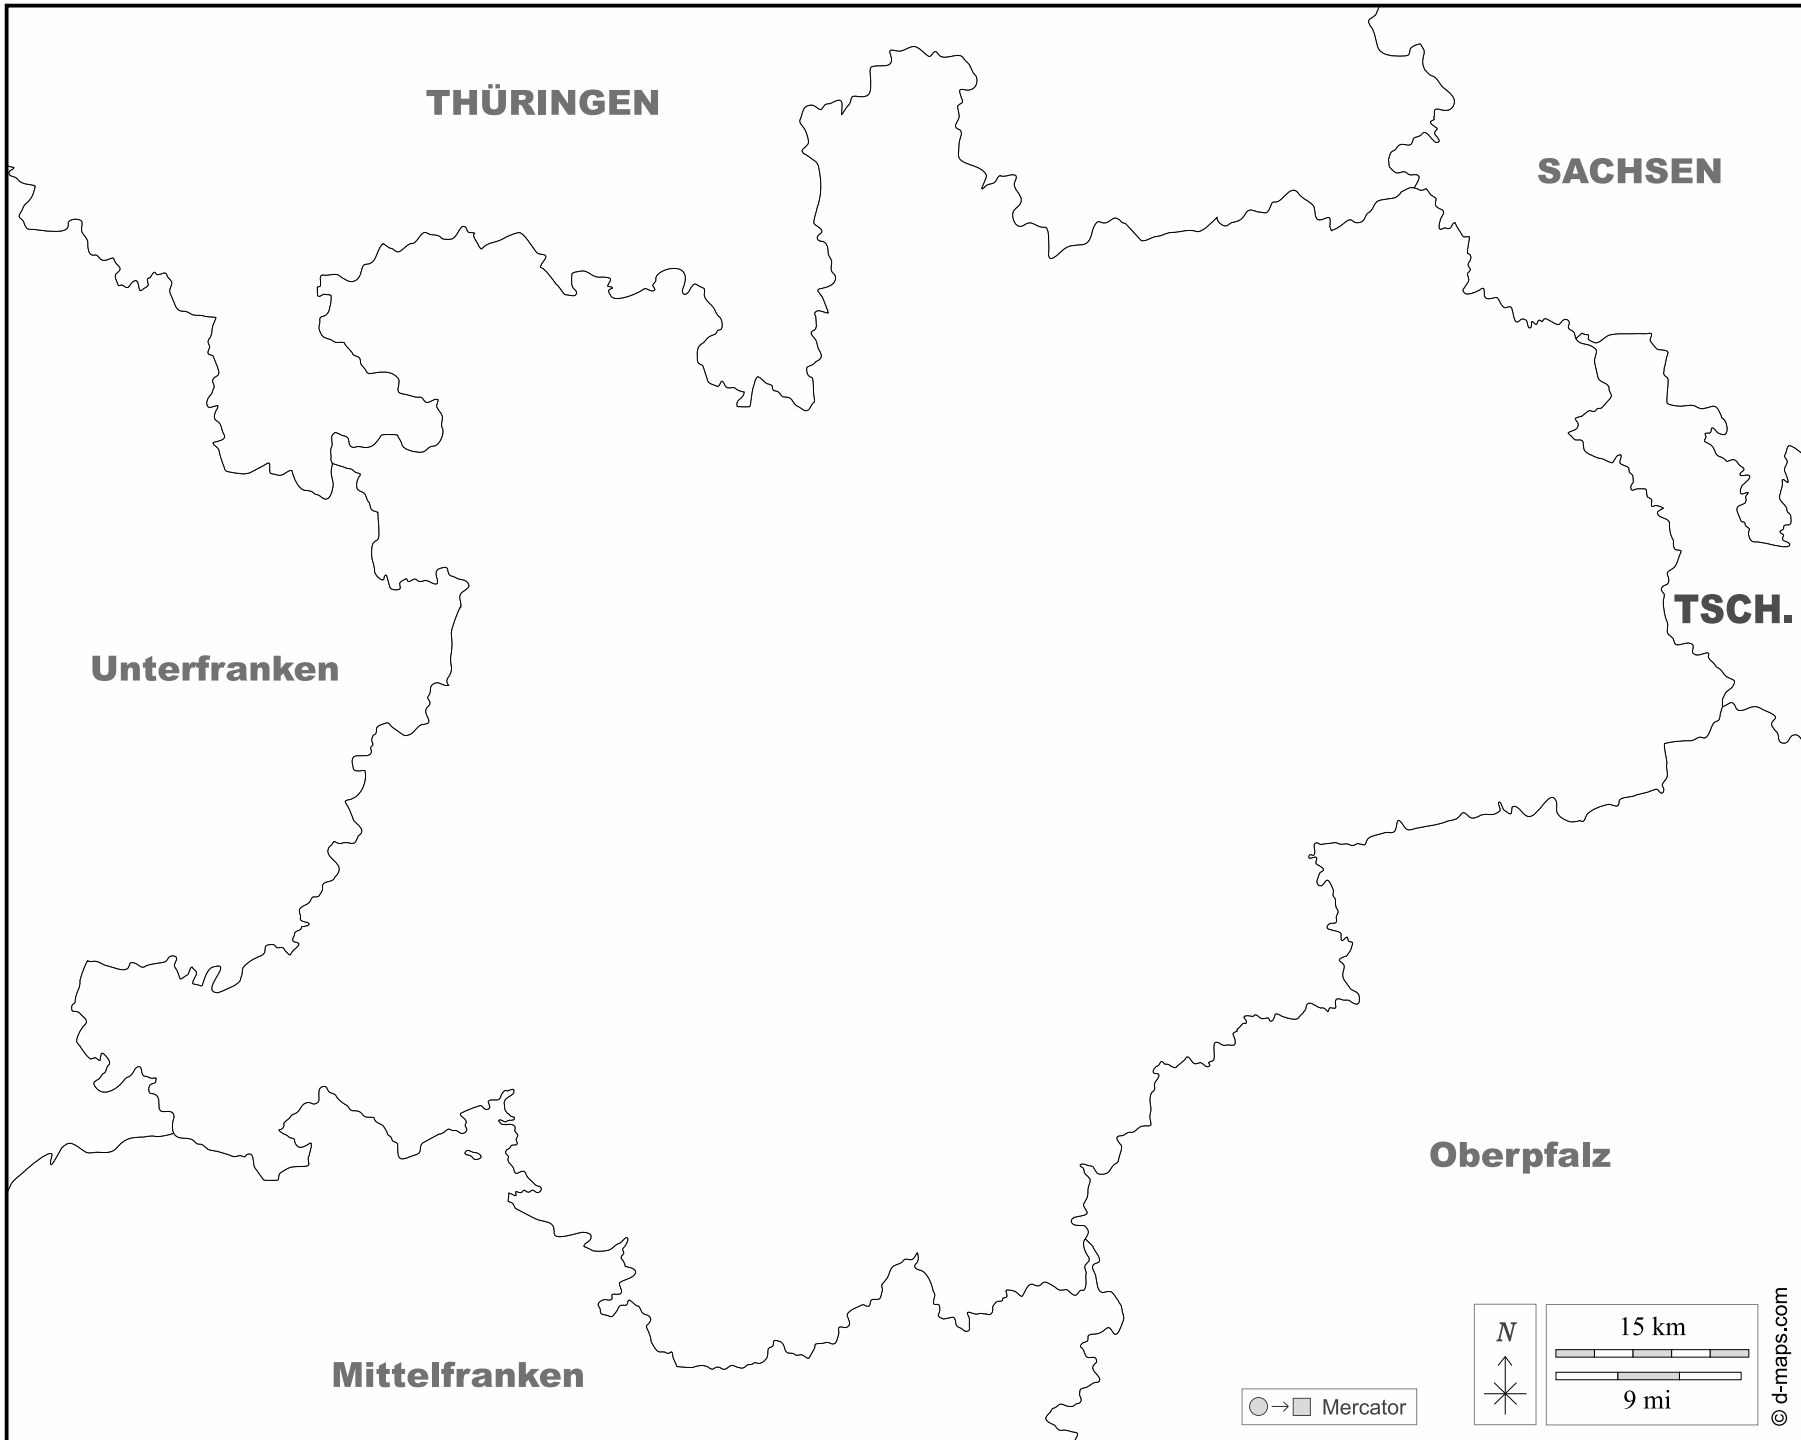 THÜRINGEN
SACHSEN
TSCH.
Unterfranken
Oberpfalz
Mittelfranken
N
15 km
9 mi
Mercator
© d-maps.com